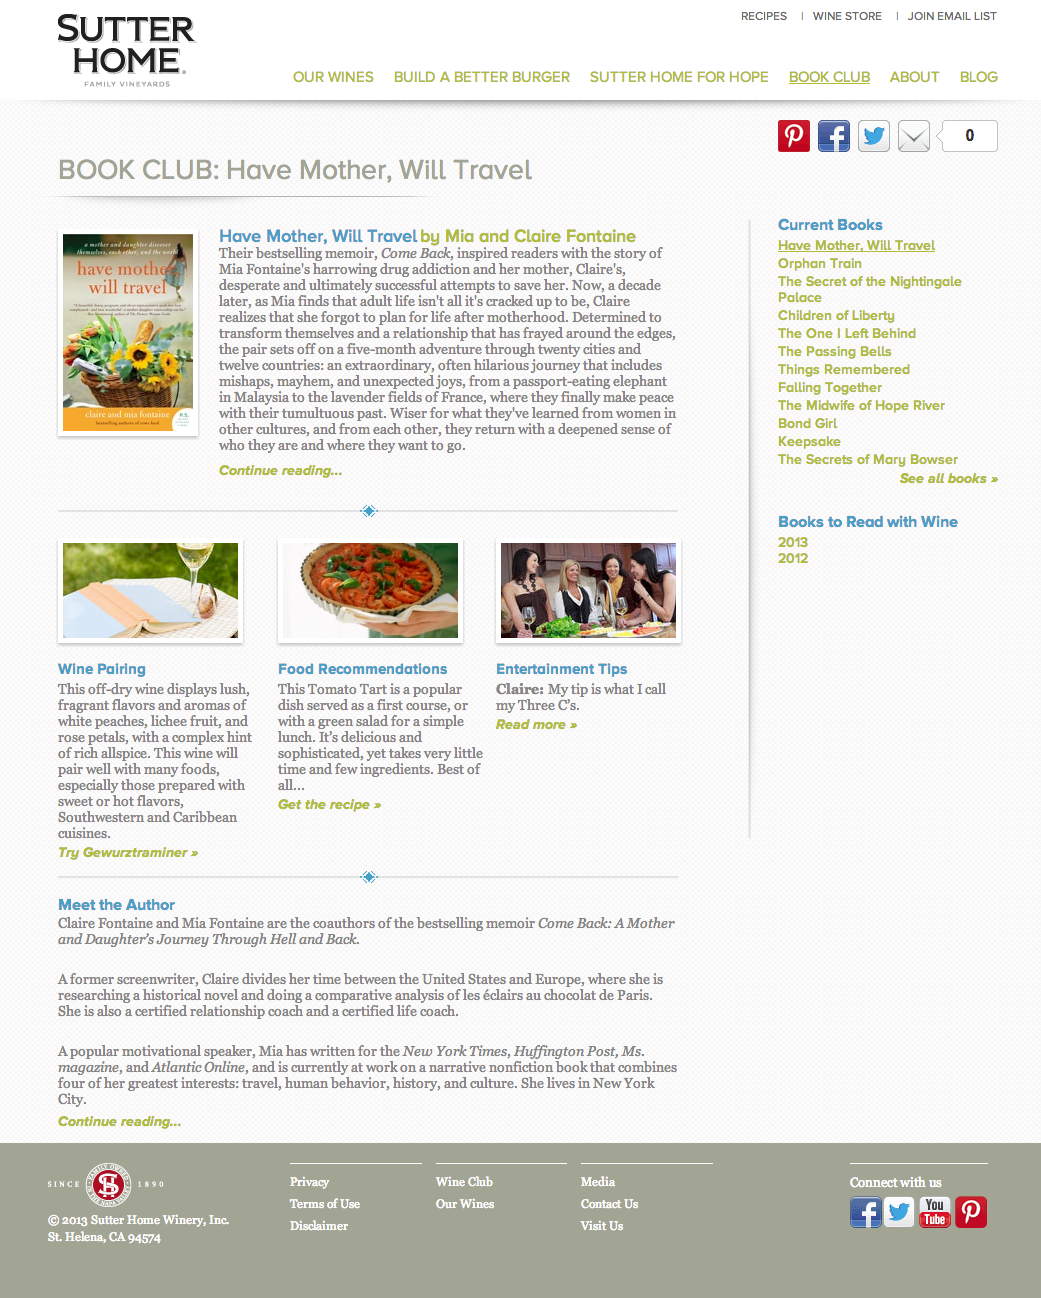 SUTTER
HOME
FAMILY VINEYARDS
RECIPES | WINE STORE | JOIN EMAIL LIST
OUR WINES BUILD A BETTER BURGER SUTTER HOME FOR HOPE BOOK CLUB ABOUT BLOG
0
BOOK CLUB: Have Mother, Will Travel
a mother and daughter discover
themselves, each other, and the world
have mother,
will travel
claire and mia fontaine
bestselling authors of come back
P.S.
Have Mother, Will Travel by Mia and Claire Fontaine
Their bestselling memoir, Come Back, inspired readers with the story of
Mia Fontaine's harrowing drug addiction and her mother, Claire's,
desperate and ultimately successful attempts to save her. Now, a decade
later, as Mia finds that adult life isn't all it's cracked up to be, Claire
realizes that she forgot to plan for life after motherhood. Determined to
transform themselves and a relationship that has frayed around the edges,
the pair sets off on a five-month adventure through twenty cities and
twelve countries: an extraordinary, often hilarious journey that includes
mishaps, mayhem, and unexpected joys, from a passport-eating elephant
in Malaysia to the lavender fields of France, where they finally make peace
with their tumultuous past. Wiser for what they've learned from women in
other cultures, and from each other, they return with a deepened sense of
who they are and where they want to go.
Continue reading...
Current Books
Have Mother, Will Travel
Orphan Train
The Secret of the Nightingale
Palace
Children of Liberty
The One I Left Behind
The Passing Bells
Things Remembered
Falling Together
The Midwife of Hope River
Bond Girl
Keepsake
The Secrets of Mary Bowser
See all books »
Books to Read with Wine
2013
2012
Wine Pairing
This off-dry wine displays lush,
fragrant flavors and aromas of
white peaches, lichee fruit, and
rose petals, with a complex hint
of rich allspice. This wine will
pair well with many foods,
especially those prepared with
sweet or hot flavors,
Southwestern and Caribbean
cuisines.
Try Gewurztraminer »
Food Recommendations
This Tomato Tart is a popular
dish served as a first course, or
with a green salad for a simple
lunch. It's delicious and
sophisticated, yet takes very little
time and few ingredients. Best of
all...
Get the recipe »
Entertainment Tips
Claire: My tip is what I call
my Three C's.
Read more »
Meet the Author
Claire Fontaine and Mia Fontaine are the coauthors of the bestselling memoir Come Back: A Mother
and Daughter's Journey Through Hell and Back.
A former screenwriter, Claire divides her time between the United States and Europe, where she is
researching a historical novel and doing a comparative analysis of les éclairs au chocolat de Paris.
She is also a certified relationship coach and a certified life coach.
A popular motivational speaker, Mia has written for the New York Times, Huffington Post, Ms.
magazine, and Atlantic Online, and is currently at work on a narrative nonfiction book that combines
four of her greatest interests: travel, human behavior, history, and culture. She lives in New York
City.
Continue reading...
SINCE 1890
© 2013 Sutter Home Winery, Inc.
St. Helena, CA 94574
Privacy
Terms of Use
Disclaimer
Wine Club
Our Wines
Media
Contact Us
Visit Us
Connect with us
You
Tube